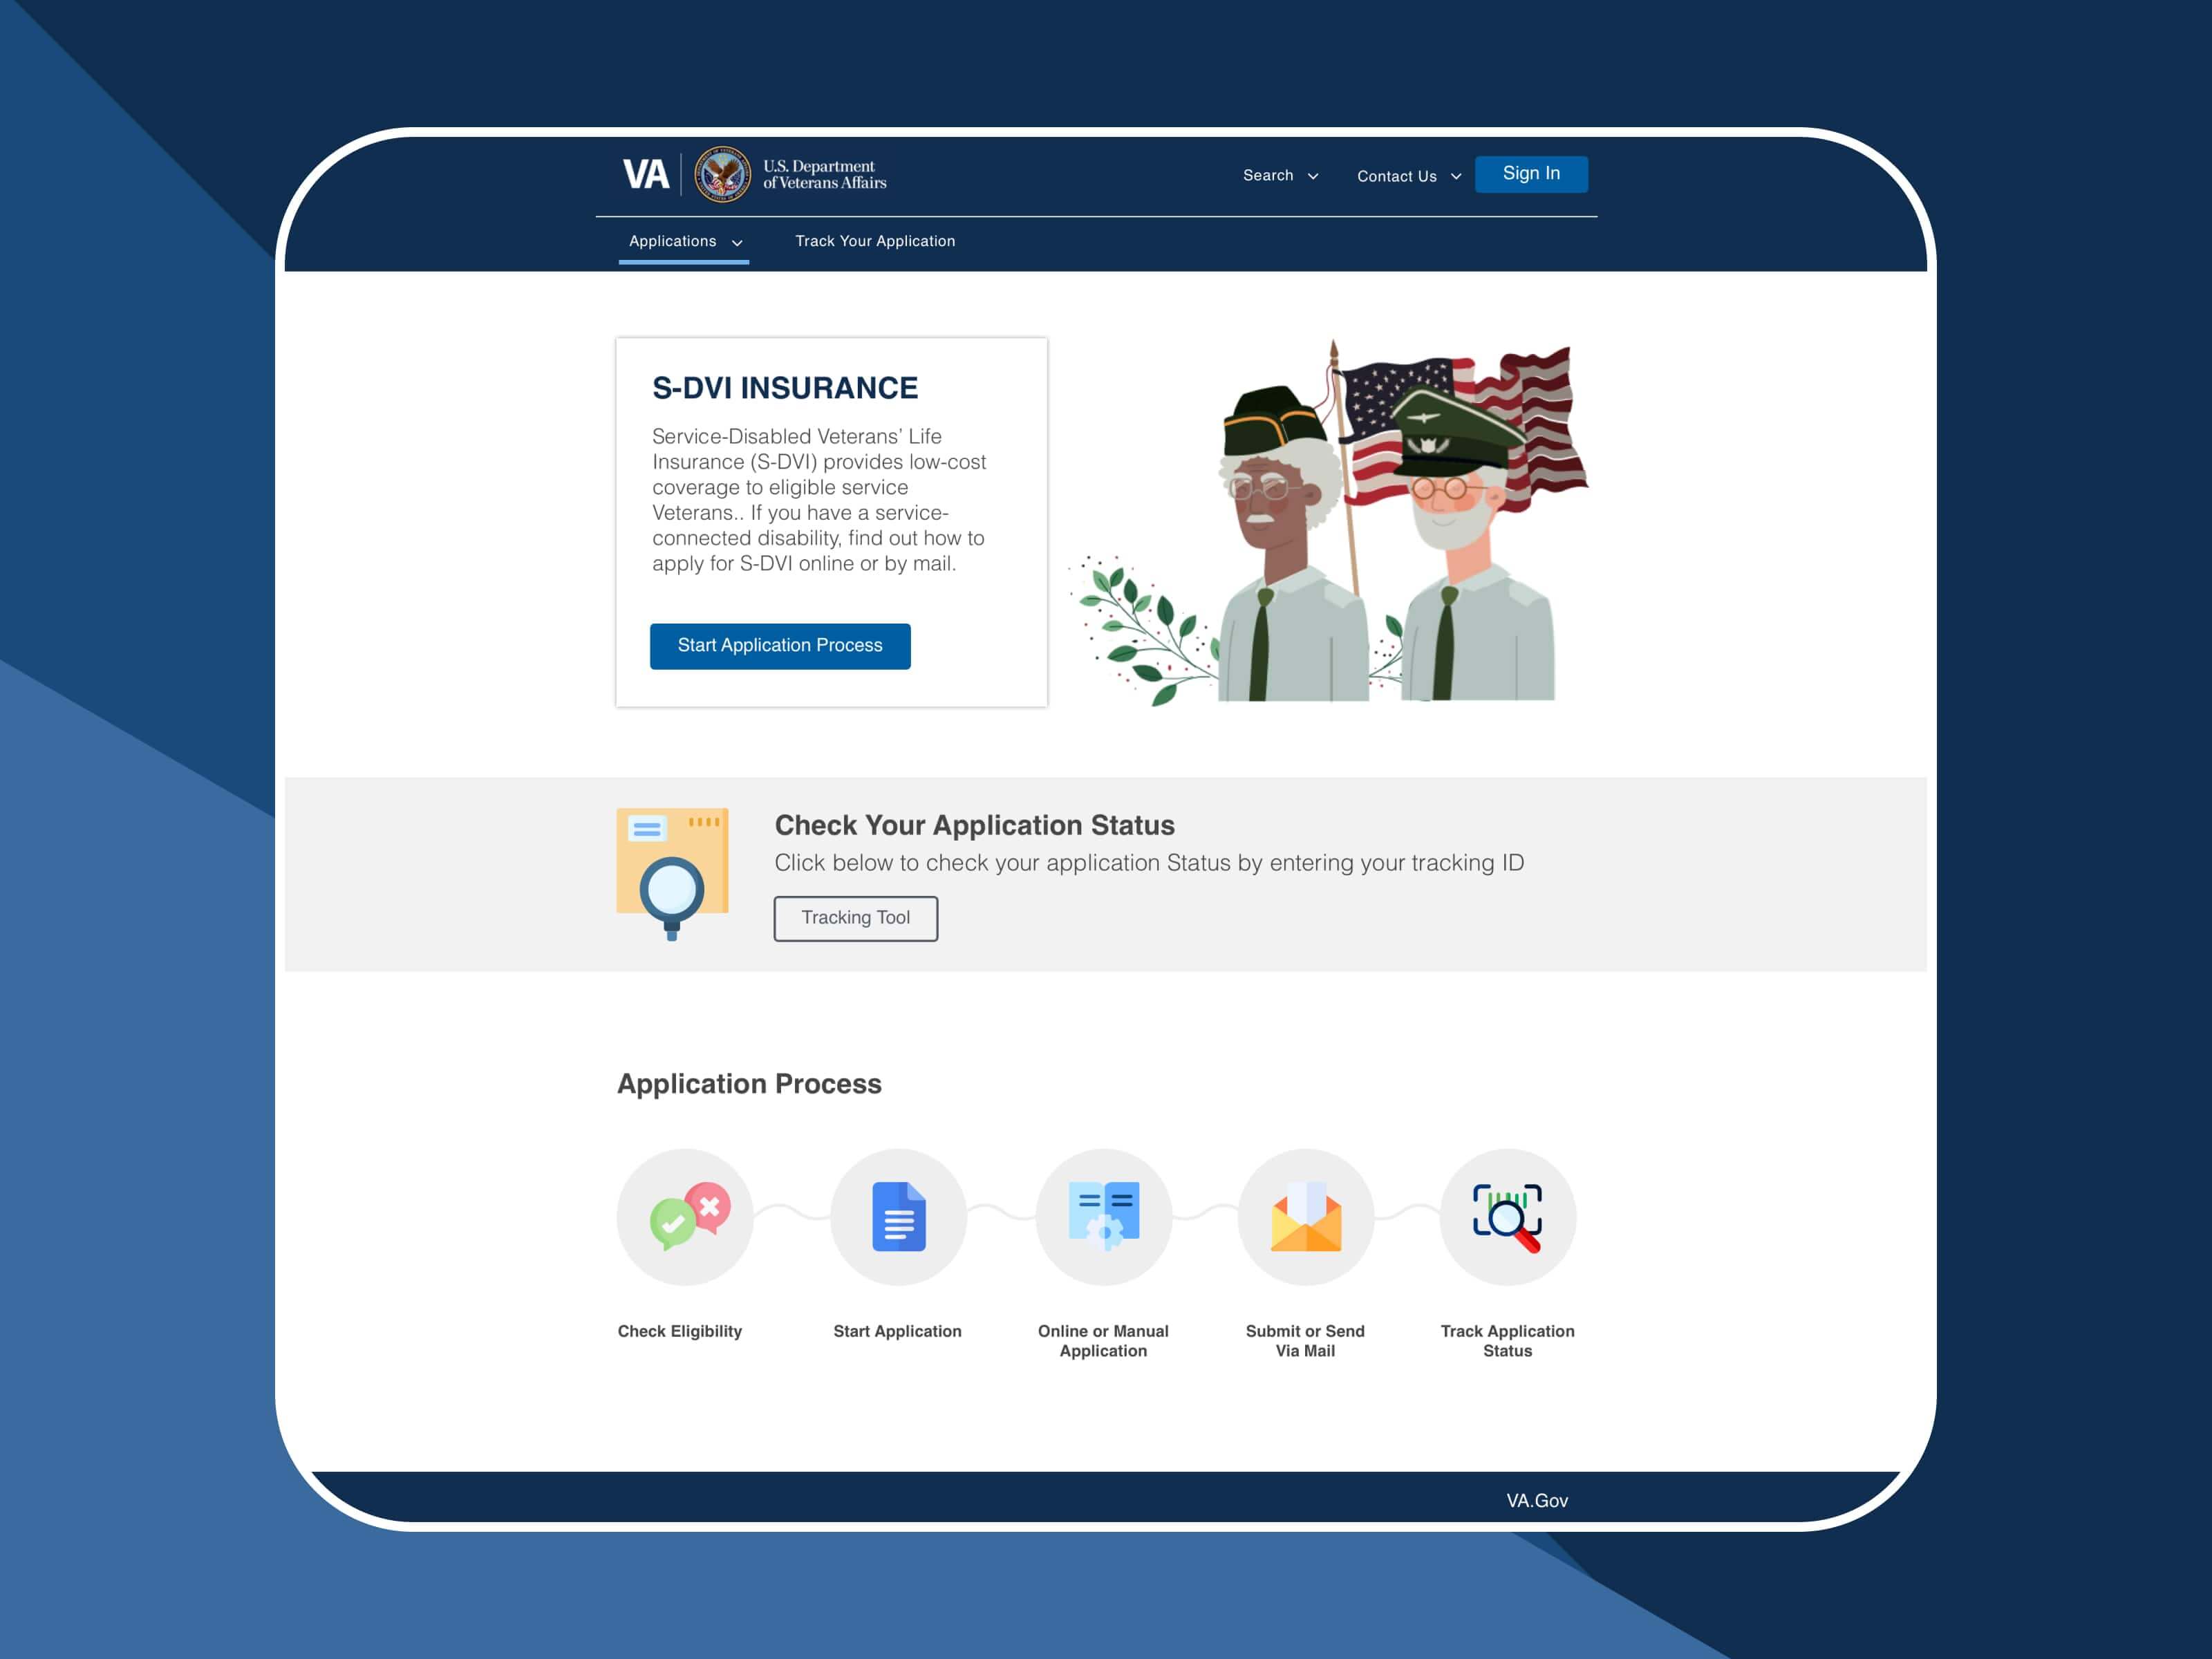 VA
U.S. Department
of Veterans Affairs
Search
Contact Us
Sign In
Applications
Track Your Application
S-DVI INSURANCE
Service-Disabled Veterans’ Life
Insurance (S-DVI) provides low-cost
coverage to eligible service
Veterans.. If you have a service-
connected disability, find out how to
apply for S-DVI online or by mail.
Start Application Process
Check Your Application Status
Click below to check your application Status by entering your tracking ID
Tracking Tool
Application Process
Check Eligibility
Start Application
Online or Manual
Application
Submit or Send
Via Mail
Track Application
Status
VA.Gov